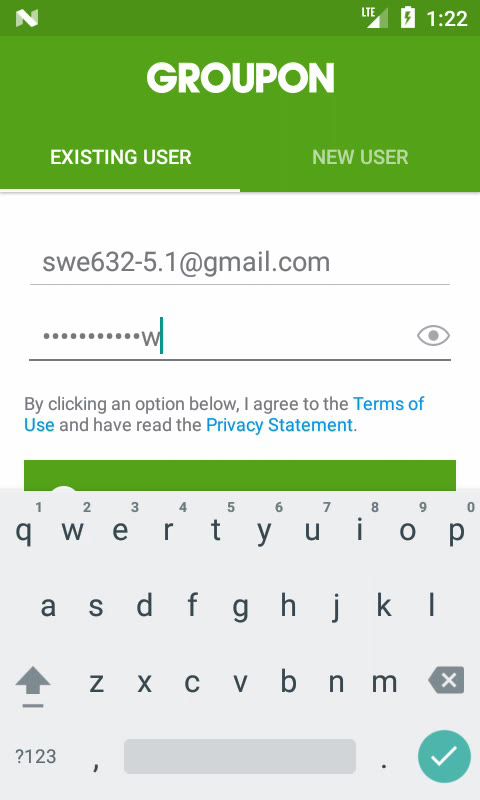 LTE 1:22
GROUPON
EXISTING USER NEW USER
swe632-5.1@gmail.com
•••••••••••w
By clicking an option below, I agree to the Terms of
Use and have read the Privacy Statement.
1 2 3 4 5 6 7 8 9 0
q w e r t y u i o p
a s d f g h j k l
z x c v b n m
?123 , .